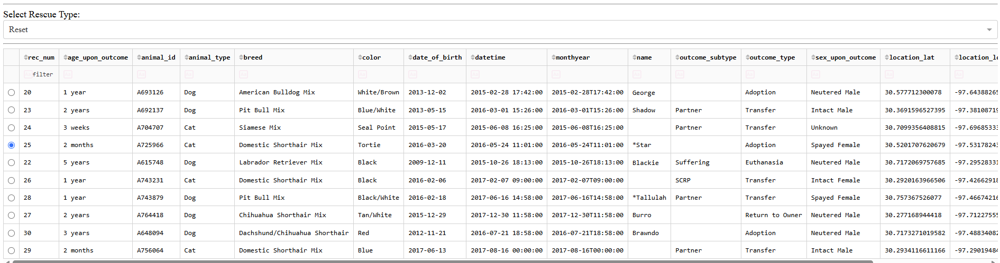 Select Rescue Type:
Reset
rec_num age_upon_outcome animal_id animal_type breed color date_of_birth datetime monthyear name outcome_subtype outcome_type sex_upon_outcome location_lat
Aa filter Aa Aa Aa Aa Aa Aa Aa Aa Aa Aa Aa Aa Aa Aa
20 1 year A693126 Dog American Bulldog Mix White/Brown 2013-12-02 2015-02-28 17:42:00 2015-02-28T17:42:00 George Adoption Neutered Male 30.577712300078 -97.64388265
23 2 years A692137 Dog Pit Bull Mix Blue/White 2013-05-15 2016-03-01 15:26:00 2016-03-01T15:26:00 Shadow Partner Transfer Intact Male 30.3691596527395 -97.38108719
24 3 weeks A704707 Cat Siamese Mix Seal Point 2015-05-17 2015-06-08 16:25:00 2015-06-08T16:25:00 Partner Transfer Unknown 30.7099356408815 -97.69685333
25 2 months A725966 Cat Domestic Shorthair Mix Tortie 2016-03-20 2016-05-24 11:01:00 2016-05-24T11:01:00 *Star Adoption Spayed Female 30.5201707620679 -97.53178243
22 5 years A615748 Dog Labrador Retriever Mix Black 2009-12-11 2015-10-26 18:13:00 2015-10-26T18:13:00 Blackie Suffering Euthanasia Neutered Male 30.7172069757685 -97.29528331
26 1 year A743231 Cat Domestic Shorthair Mix Black 2016-02-06 2017-02-07 09:00:00 2017-02-07T09:00:00 SCRP Transfer Intact Female 30.2920163966506 -97.42662918
28 1 year A743879 Dog Pit Bull Mix Black/White 2016-02-18 2017-06-16 14:58:00 2017-06-16T14:58:00 *Tallulah Partner Transfer Spayed Female 30.757367526077 -97.46674216
27 2 years A764418 Dog Chihuahua Shorthair Mix Tan/White 2015-12-29 2017-12-30 11:58:00 2017-12-30T11:58:00 Burro Return to Owner Neutered Male 30.277168944418 -97.71227555
30 3 years A648094 Dog Dachshund/Chihuahua Shorthair Red 2012-11-21 2016-07-21 18:58:00 2016-07-21T18:58:00 Brawndo Adoption Neutered Male 30.7173271019582 -97.48834082
29 2 months A756064 Cat Domestic Shorthair Mix Blue 2017-06-13 2017-08-16 00:00:00 2017-08-16T00:00:00 Partner Transfer Intact Male 30.2934116611166 -97.29019484